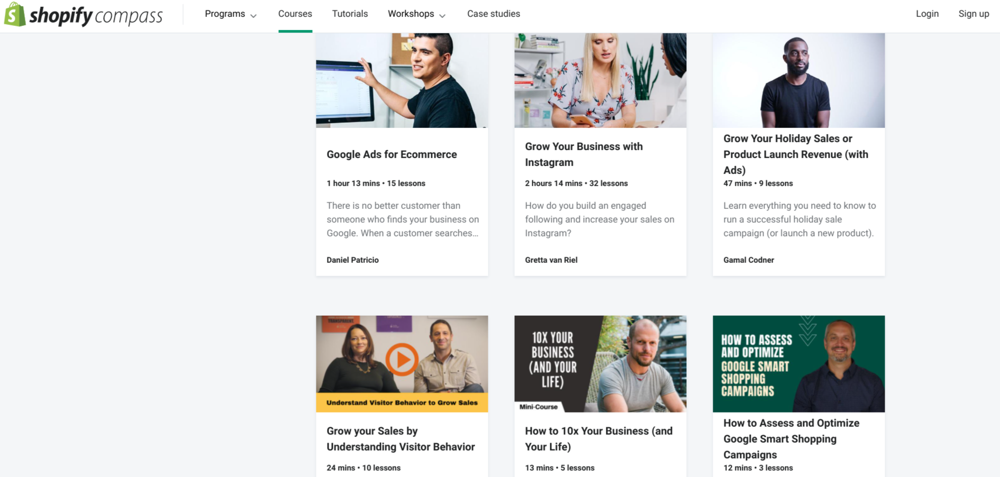 shopify compass
Programs
Courses
Tutorials
Workshops
Case studies
Login
Sign up
Google Ads for Ecommerce
1 hour 13 mins • 15 lessons
There is no better customer than
someone who finds your business on
Google. When a customer searches...
Daniel Patricio
Grow Your Business with
Instagram
2 hours 14 mins • 32 lessons
How do you build an engaged
following and increase your sales on
Instagram?
Gretta van Riel
Grow Your Holiday Sales or
Product Launch Revenue (with
Ads)
47 mins • 9 lessons
Learn everything you need to know to
run a successful holiday sale
campaign (or launch a new product).
Gamal Codner
TRANSPARENT.
Understand Visitor Behavior to Grow Sales
Grow your Sales by
Understanding Visitor Behavior
24 mins • 10 lessons
10X YOUR
BUSINESS
(AND YOUR
LIFE)
Mini-Course
How to 10x Your Business (and
Your Life)
13 mins • 5 lessons
HOW TO ASSESS
AND OPTIMIZE
GOOGLE SMART
SHOPPING
CAMPAIGNS
How to Assess and Optimize
Google Smart Shopping
Campaigns
12 mins • 3 lessons